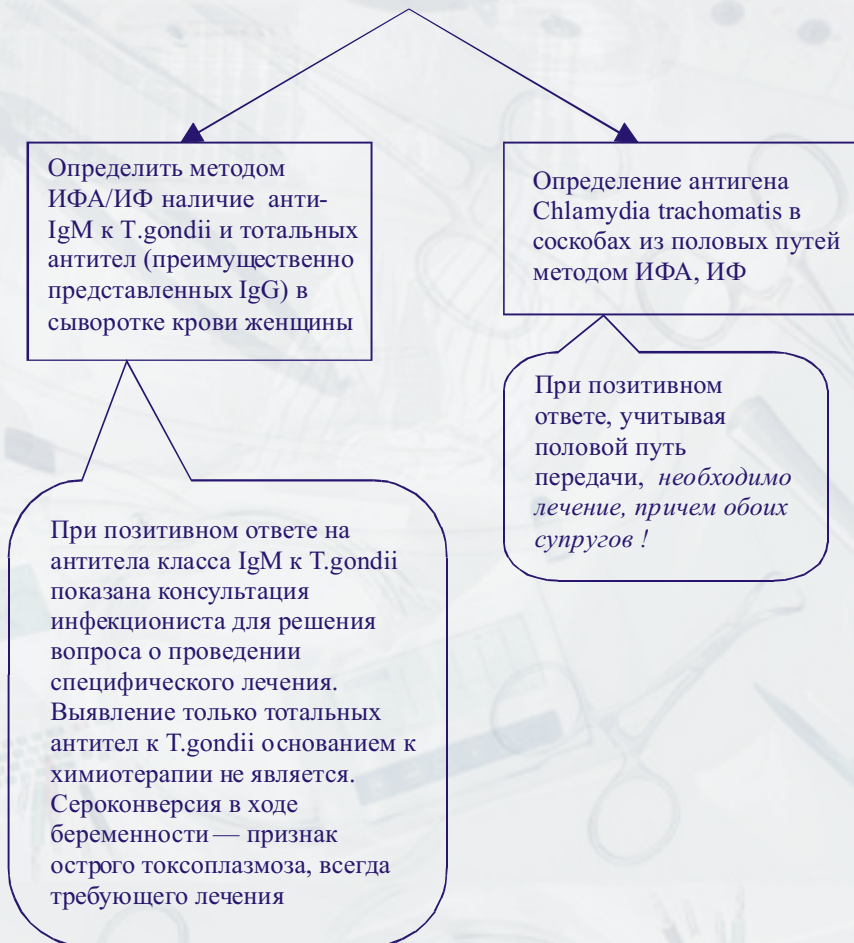 Определить методом
ИФА/ИФ наличие анти-
IgM к T.gondii и тотальных
антител (преимущественно
представленных IgG) в
сыворотке крови женщины
При позитивном ответе на
антитела класса IgM к T.gondii
показана консультация
инфекциониста для решения
вопроса о проведении
специфического лечения.
Выявление только тотальных
антител к T.gondii основанием к
химиотерапии не является.
Сероконверсия в ходе
беременности — признак
острого токсоплазмоза, всегда
требующего лечения
Определение антигена
Chlamydia trachomatis в
соскобах из половых путей
методом ИФА, ИФ
При позитивном
ответе, учитывая
половой путь
передачи, необходимо
лечение, причем обоих
супругов !